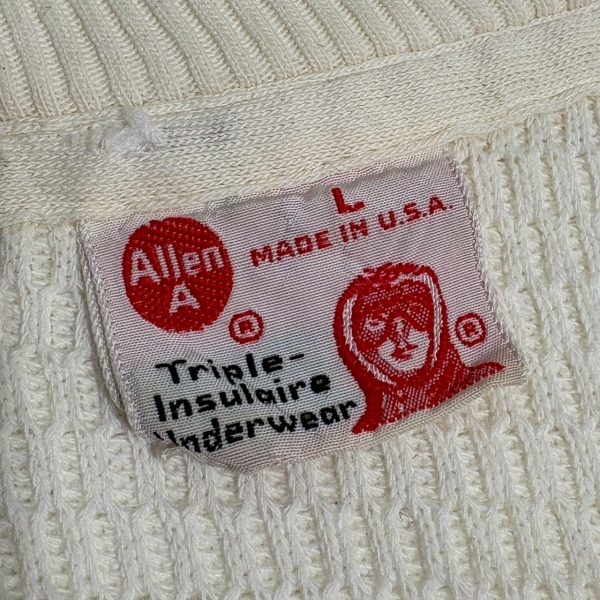 L
Allen
A
®
MADE IN U.S.A.
®
Triple-
Insulaire
Underwear